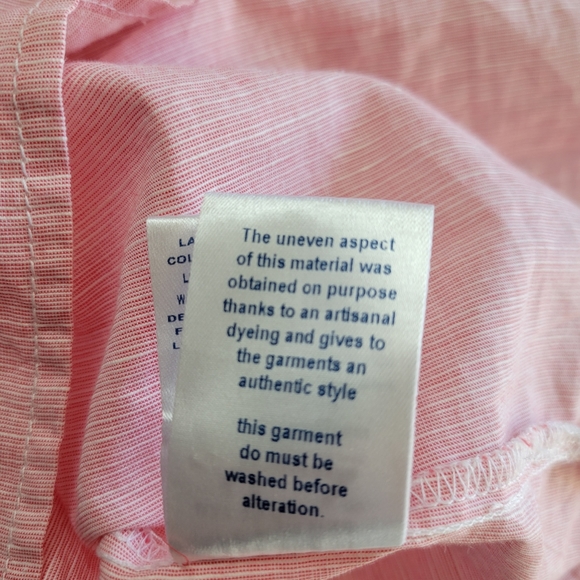 The uneven aspect
of this material was
obtained on purpose
thanks to an artisanal
dyeing and gives to
the garments an
authentic style
this garment
do must be
washed before
alteration.